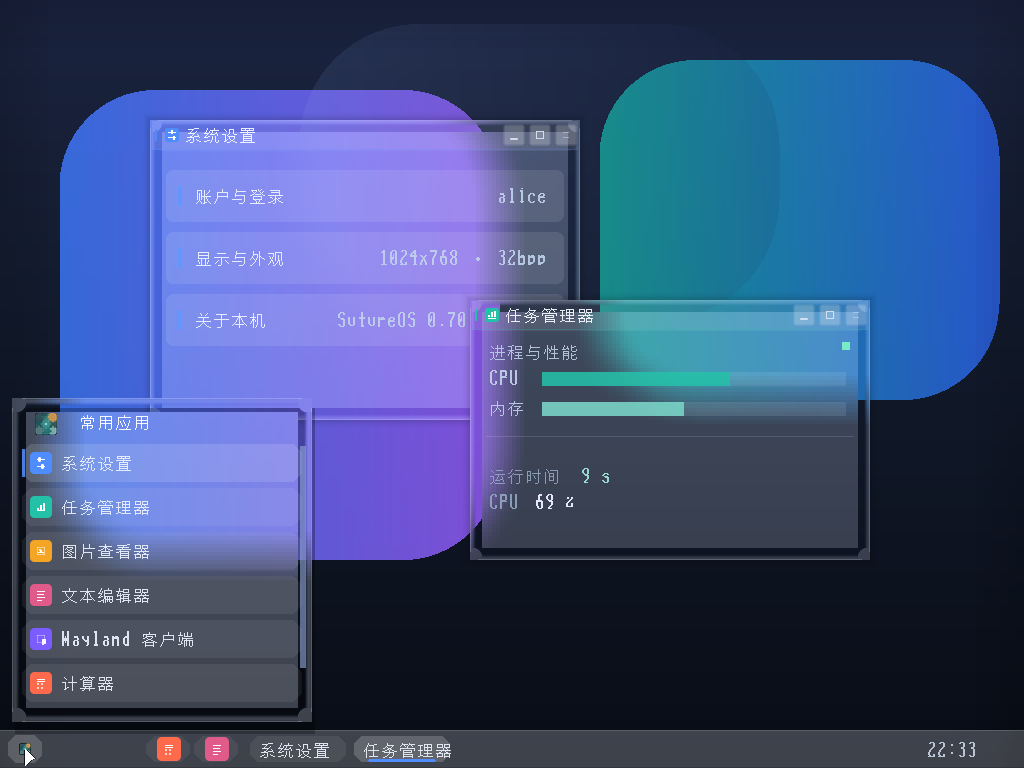 系统设置
账户与登录 alice
显示与外观 1024x768 • 32bpp
关于本机 SutureOS 0.70
任务管理器
进程与性能
CPU
内存
运行时间 9 s
CPU 69 %
常用应用
系统设置
任务管理器
图片查看器
文本编辑器
Wayland 客户端
计算器
系统设置 任务管理器 22:33